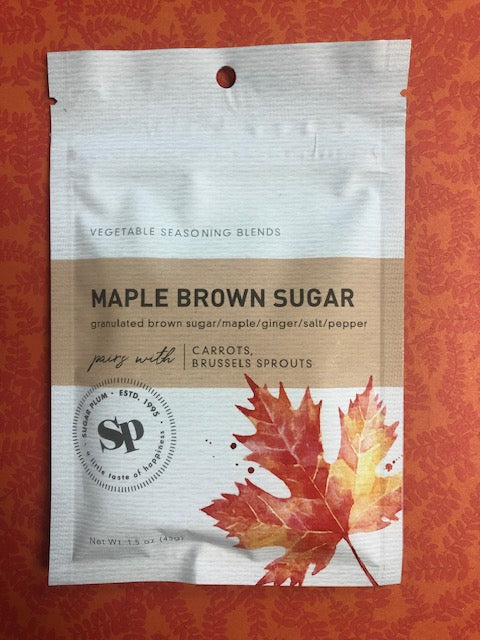 VEGETABLE SEASONING BLENDS
MAPLE BROWN SUGAR
granulated brown sugar/maple/ginger/salt/pepper
pairs with
CARROTS,
BRUSSELS SPROUTS
SUGAR PLUM · ESTD. 1995 ·
SP
a little taste of happiness
Net Wt. 1.5 oz (43g)